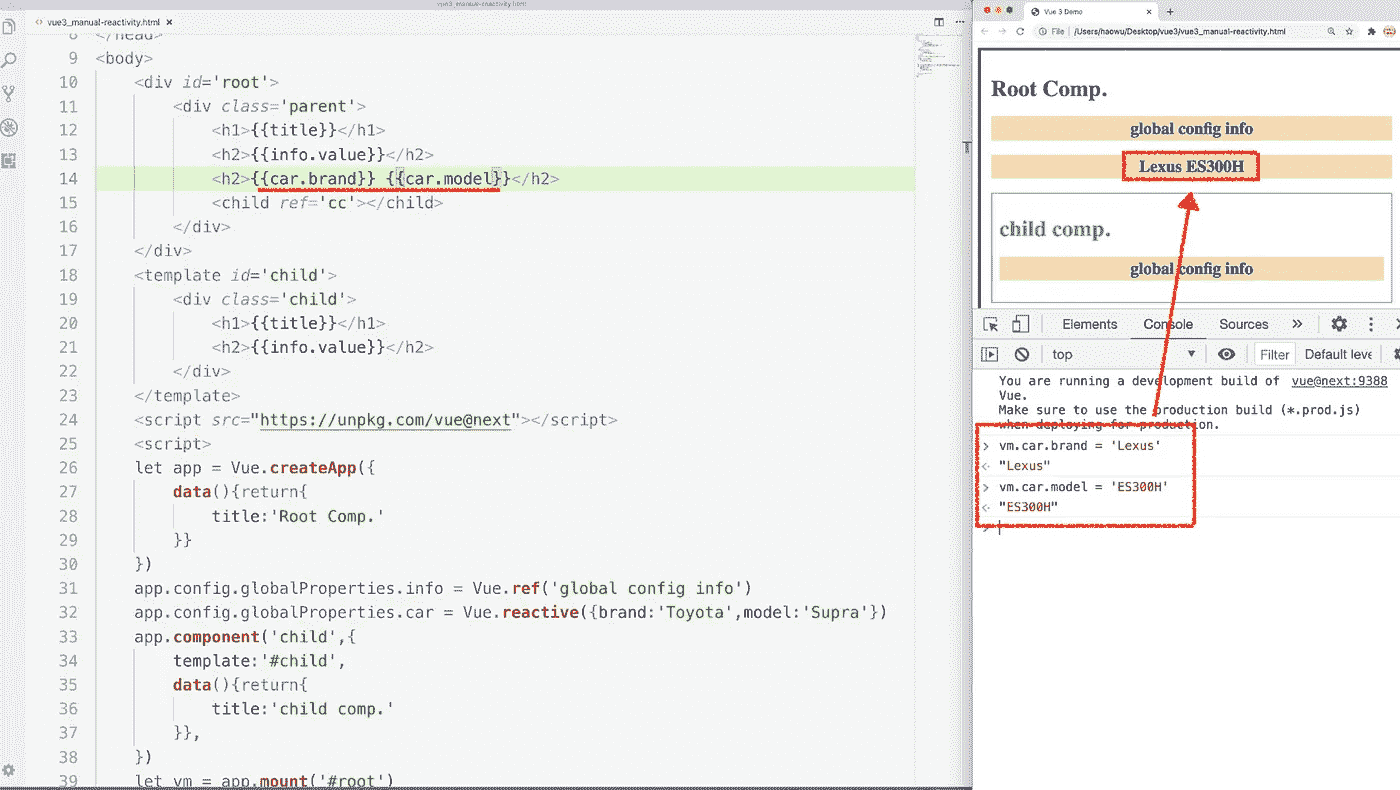 vue3_manual-reactivity.html
vue3_manual-reactivity.html ×
8 </head>
9 <body>
10 <div id='root'>
11 <div class='parent'>
12 <h1>{{title}}</h1>
13 <h2>{{info.value}}</h2>
14 <h2>{{car.brand}} {{car.model}}</h2>
15 <child ref='cc'></child>
16 </div>
17 </div>
18 <template id='child'>
19 <div class='child'>
20 <h1>{{title}}</h1>
21 <h2>{{info.value}}</h2>
22 </div>
23 </template>
24 <script src="https://unpkg.com/vue@next"></script>
25 <script>
26 let app = Vue.createApp({
27 data(){return{
28 title:'Root Comp.'
29 }}
30 })
31 app.config.globalProperties.info = Vue.ref('global config info')
32 app.config.globalProperties.car = Vue.reactive({brand:'Toyota',model:'Supra'})
33 app.component('child',{
34 template:'#child',
35 data(){return{
36 title:'child comp.'
37 }},
38 })
39 let vm = app.mount('#root')
Vue 3 Demo
File | /Users/haowu/Desktop/vue3/vue3_manual-reactivity.html
Root Comp.
global config info
Lexus ES300H
child comp.
global config info
Elements Console Sources »
top Filter Default leve
You are running a development build of vue@next:9388
Vue.
Make sure to use the production build (*.prod.js)
when deploying for production.
> vm.car.brand = 'Lexus'
"Lexus"
> vm.car.model = 'ES300H'
"ES300H"